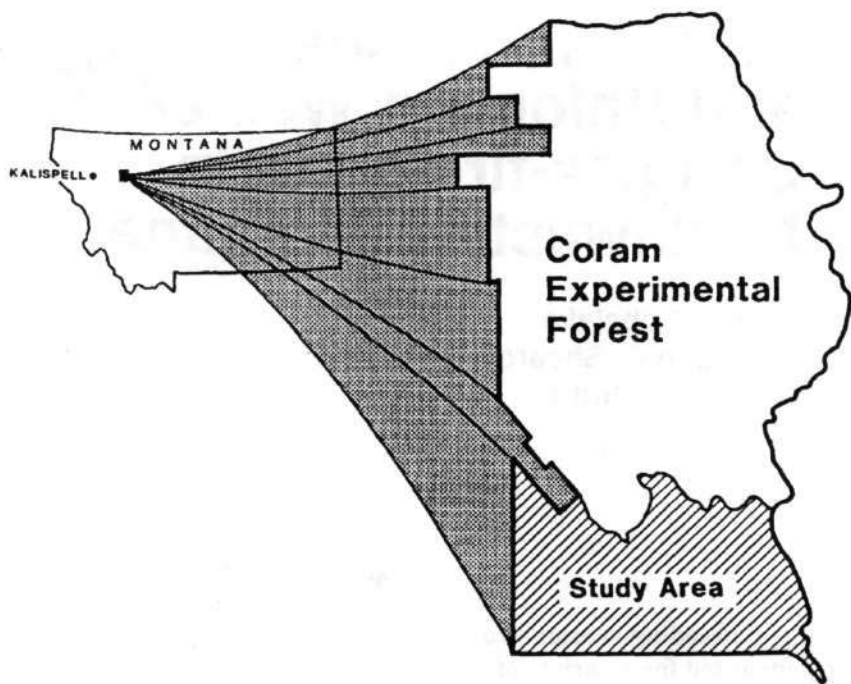 MONTANA
KALISPELL
Coram
Experimental
Forest
Study Area